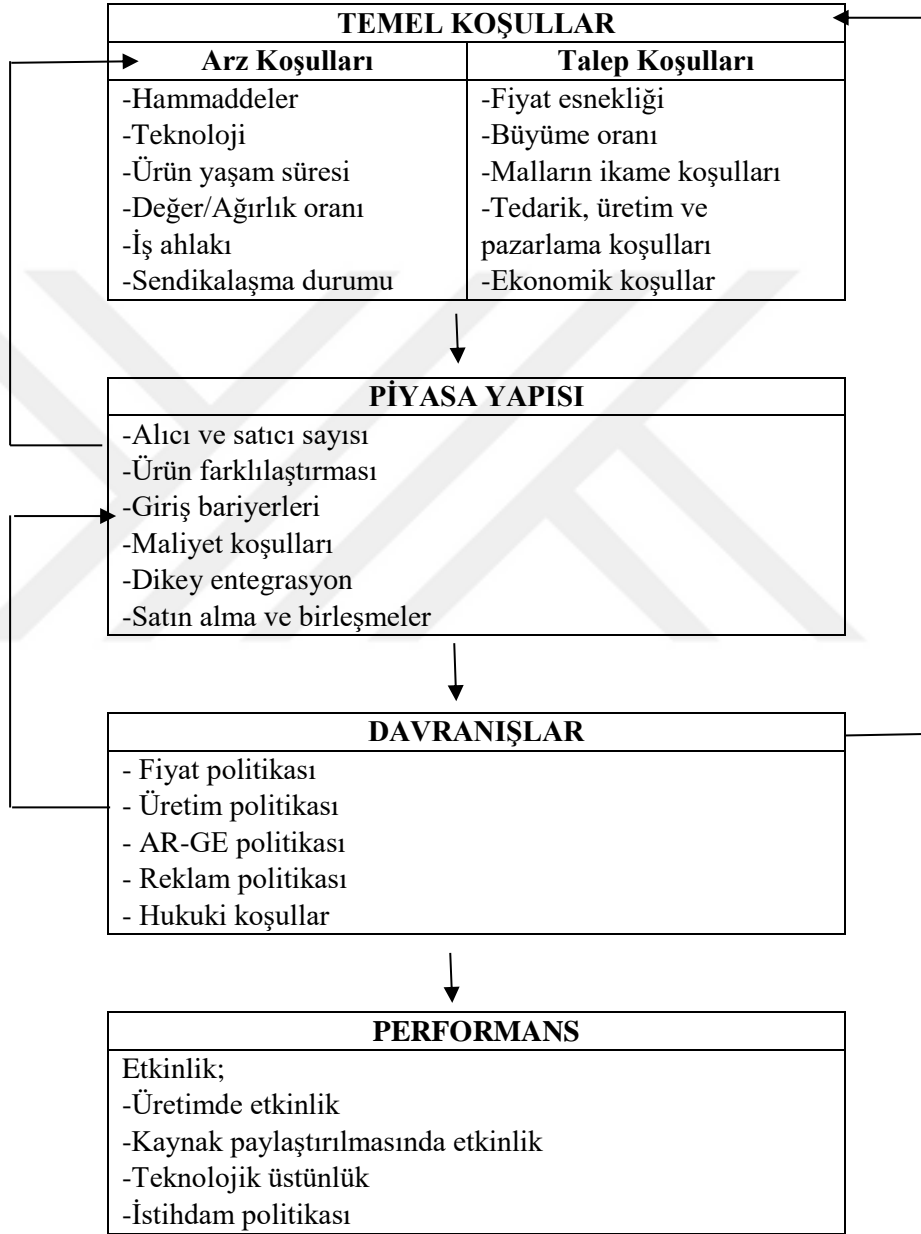 TEMEL KOŞULLAR
Arz Koşulları
-Hammaddeler
-Teknoloji
-Ürün yaşam süresi
-Değer/Ağırlık oranı
-İş ahlakı
-Sendikalaşma durumu
Talep Koşulları
-Fiyat esnekliği
-Büyüme oranı
-Malların ikame koşulları
-Tedarik, üretim ve
pazarlama koşulları
-Ekonomik koşullar
PİYASA YAPISI
-Alıcı ve satıcı sayısı
-Ürün farklılaştırması
-Giriş bariyerleri
-Maliyet koşulları
-Dikey entegrasyon
-Satın alma ve birleşmeler
DAVRANIŞLAR
- Fiyat politikası
- Üretim politikası
- AR-GE politikası
- Reklam politikası
- Hukuki koşullar
PERFORMANS
Etkinlik;
-Üretimde etkinlik
-Kaynak paylaştırılmasında etkinlik
-Teknolojik üstünlük
-İstihdam politikası